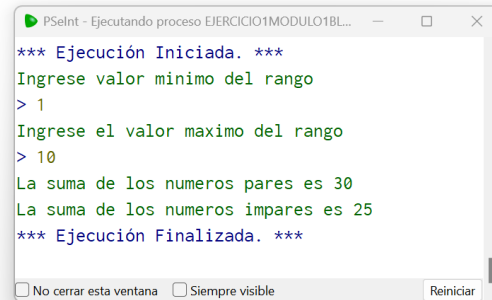 PSeInt - Ejecutando proceso EJERCICIO1MODULO1BL...
*** Ejecución Iniciada. ***
Ingrese valor minimo del rango
> 1
Ingrese el valor maximo del rango
> 10
La suma de los numeros pares es 30
La suma de los numeros impares es 25
*** Ejecución Finalizada. ***
No cerrar esta ventana Siempre visible Reiniciar